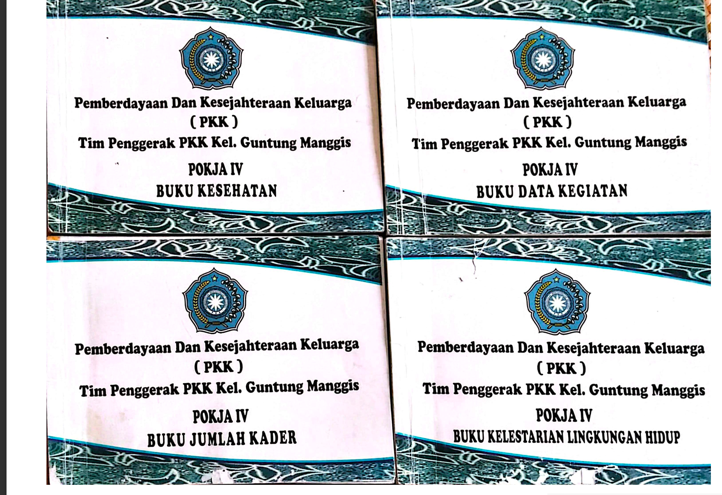 Pemberdayaan Dan Kesejahteraan Keluarga
( PKK )
Tim Penggerak PKK Kel. Guntung Manggis
POKJA IV
BUKU KESEHATAN
Pemberdayaan Dan Kesejahteraan Keluarga
( PKK )
Tim Penggerak PKK Kel. Guntung Manggis
POKJA IV
BUKU DATA KEGIATAN
Pemberdayaan Dan Kesejahteraan Keluarga
( PKK )
Tim Penggerak PKK Kel. Guntung Manggis
POKJA IV
BUKU JUMLAH KADER
Pemberdayaan Dan Kesejahteraan Keluarga
( PKK )
Tim Penggerak PKK Kel. Guntung Manggis
POKJA IV
BUKU KELESTARIAN LINGKUNGAN HIDUP